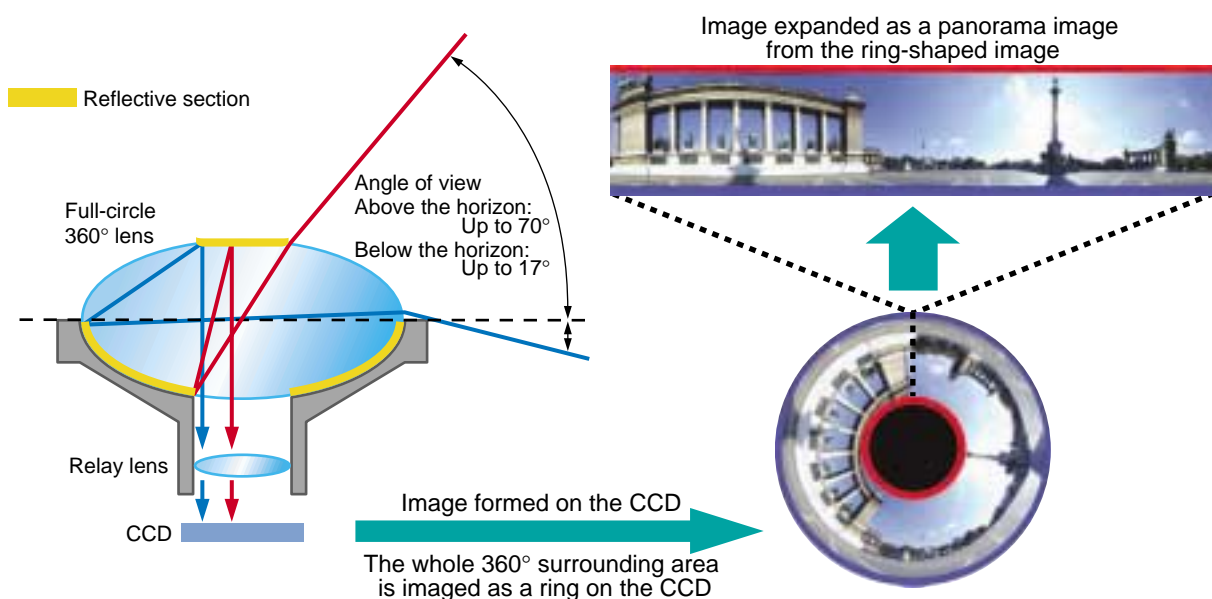 Reflective section
Full-circle
360° lens
Angle of view
Above the horizon:
Up to 70°
Below the horizon:
Up to 17°
Relay lens
CCD
Image formed on the CCD
The whole 360° surrounding area
is imaged as a ring on the CCD
Image expanded as a panorama image
from the ring-shaped image